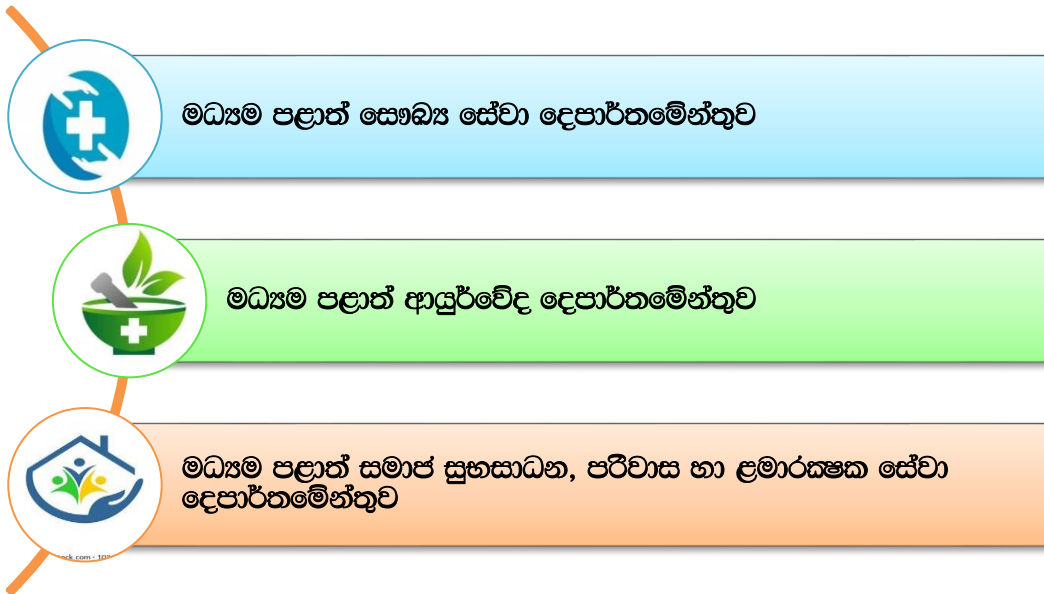 මධ්‍යම පළාත් සෞඛ්‍ය සේවා දෙපාර්තමේන්තුව
මධ්‍යම පළාත් ආයුර්වේද දෙපාර්තමේන්තුව
මධ්‍යම පළාත් සමාජ සුභසාධන, පරිවාස හා ළමාරක්ෂක සේවා
දෙපාර්තමේන්තුව